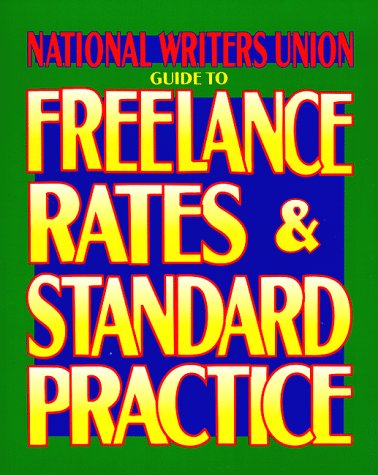 NATIONAL WRITERS UNION
GUIDE TO
FREELANCE
RATES &
STANDARD
PRACTICE